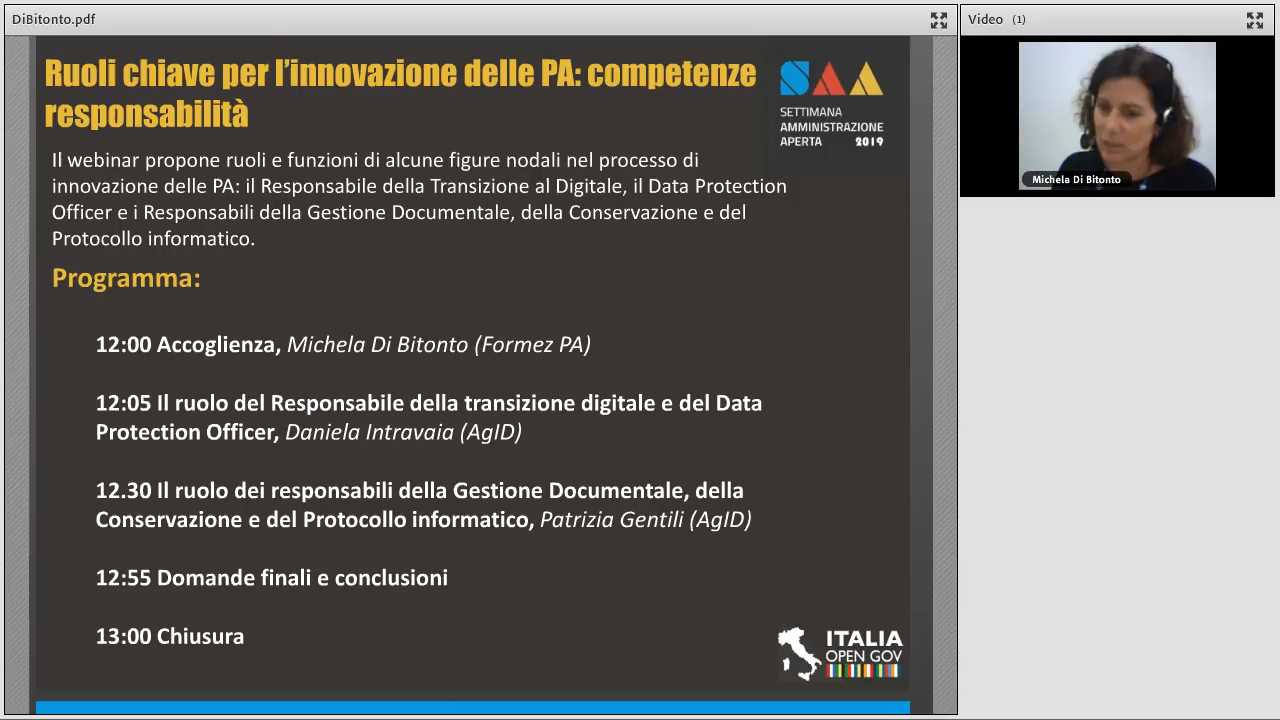 DiBitonto.pdf
Video (1)
Ruoli chiave per l'innovazione delle PA: competenze
responsabilità
SAA
SETTIMANA
AMMINISTRAZIONE
APERTA 2019
Il webinar propone ruoli e funzioni di alcune figure nodali nel processo di
innovazione delle PA: il Responsabile della Transizione al Digitale, il Data Protection
Officer e i Responsabili della Gestione Documentale, della Conservazione e del
Protocollo informatico.
Programma:
12:00 Accoglienza, Michela Di Bitonto (Formez PA)
12:05 Il ruolo del Responsabile della transizione digitale e del Data
Protection Officer, Daniela Intravaia (AgID)
12.30 Il ruolo dei responsabili della Gestione Documentale, della
Conservazione e del Protocollo informatico, Patrizia Gentili (AgID)
12:55 Domande finali e conclusioni
13:00 Chiusura
ITALIA
OPEN GOV
Michela Di Bitonto